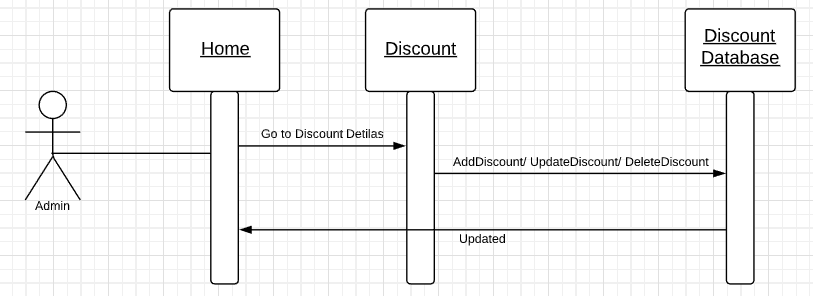 Home
Discount
Discount
Database
Go to Discount Detilas
AddDiscount/ UpdateDiscount/ DeleteDiscount
Admin
Updated